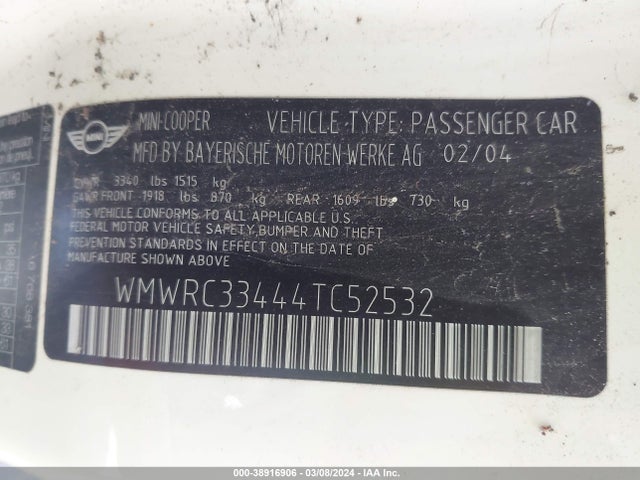 MINI
MINI-COOPER
VEHICLE TYPE: PASSENGER CAR
MFD BY BAYERISCHE MOTOREN WERKE AG 02/04
GVWR 3340 lbs 1515 kg
GAWR FRONT 1918 lbs 870 kg REAR 1609 lbs 730 kg
THIS VEHICLE CONFORMS TO ALL APPLICABLE U.S.
FEDERAL MOTOR VEHICLE SAFETY, BUMPER AND THEFT
PREVENTION STANDARDS IN EFFECT ON THE DATE OF
MANUFACTURE SHOWN ABOVE
WMWRC33444TC52532
000-38916906 - 03/08/2024 - IAA Inc.